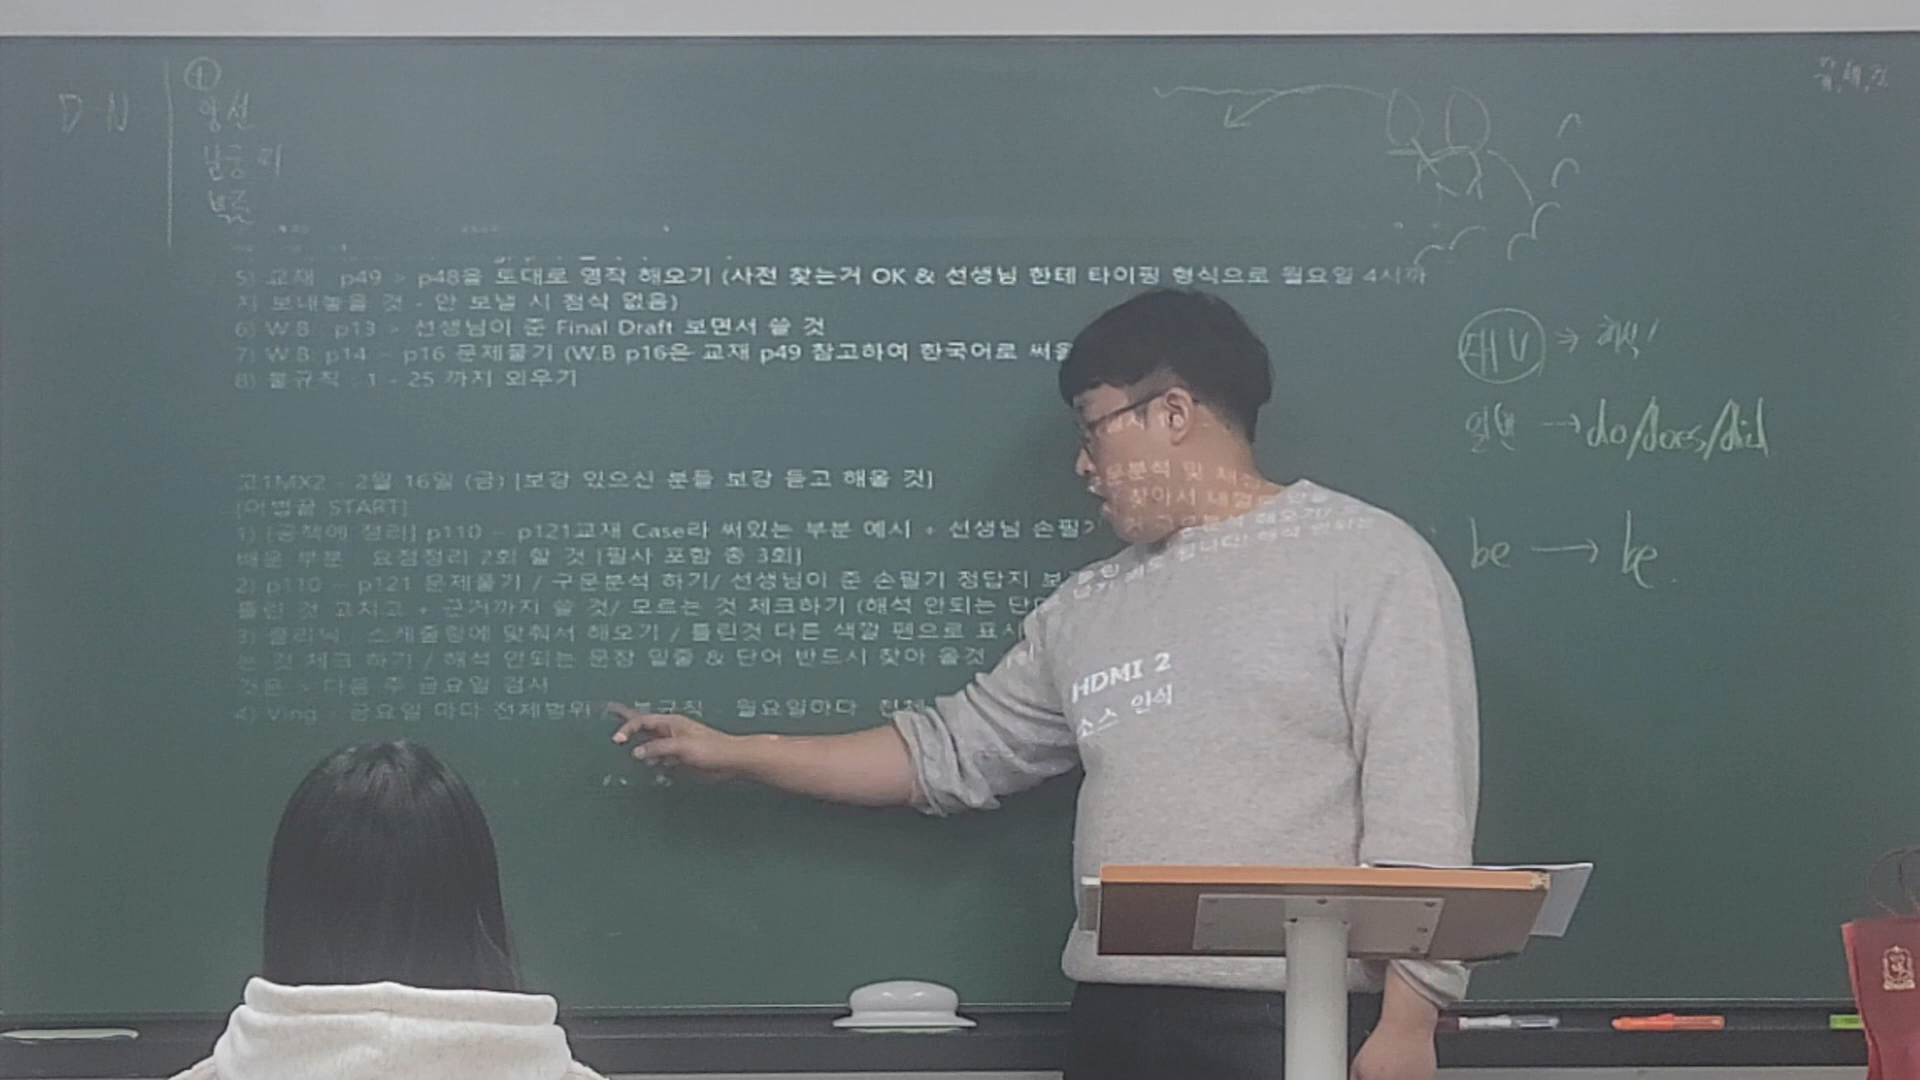 D N
①
5) 교재 : p49 > p48을 토대로 영작 해오기 (사전 찾는거 OK & 선생님 한테 타이핑 형식으로 월요일 4시까
지 보내놓을 것 - 안 보낼 시 첨삭 없음)
6) W.B : p13 > 선생님이 준 Final Draft 보면서 쓸 것
7) W.B p14 ~ p16 문제풀기 (W.B p16은 교재 p49 참고하여 한국어로 써올
8) 불규칙 : 1 - 25 까지 외우기
고1MX2 - 2월 16일 (금) [보강 있으신 분들 보강 듣고 해올 것]
[어법끝 START]
1) [공책에 정리] p110 ~ p121교재 Case라 써있는 부분 예시 + 선생님 손필기
배운 부분 요점정리 2회 할 것 [필사 포함 총 3회]
2) p110 ~ p121 문제풀기 / 구문분석 하기/ 선생님이 준 손필기 정답지 보
틀린 것 고치고 + 근거까지 쓸 것/ 모르는 것 체크하기 (해석 안되는 단
3) 클리닉 : 스케줄링에 맞춰서 해오기 / 틀린것 다른 색깔 펜으로 표시
는 것 체크 하기 / 해석 안되는 문장 밑줄 & 단어 반드시 찾아 올것
것은 > 다음 주 금요일 검사
4) Ving - 금요일 마다 전체범위 불규칙 - 월요일마다 전체
HDMI 2
소스 인식
대V → 해석!
일반 → do/does/did
be → be.